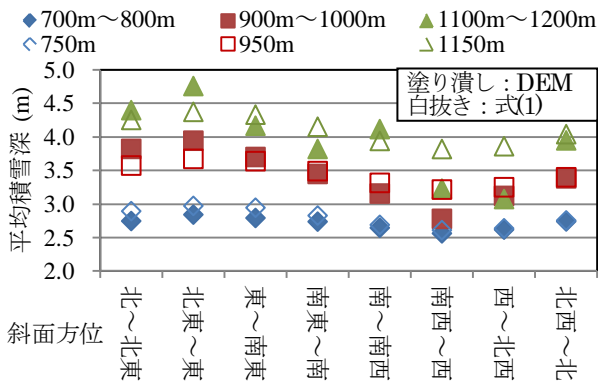 700m～800m 900m～1000m 1100m～1200m
750m 950m 1150m
塗り潰し：DEM
白抜き：式(1)
平均積雪深 (m)
5.0
4.5
4.0
3.5
3.0
2.5
2.0
斜面方位
北～北東
北東～東
東～南東
南東～南
南～南西
南西～西
西～北西
北西～北